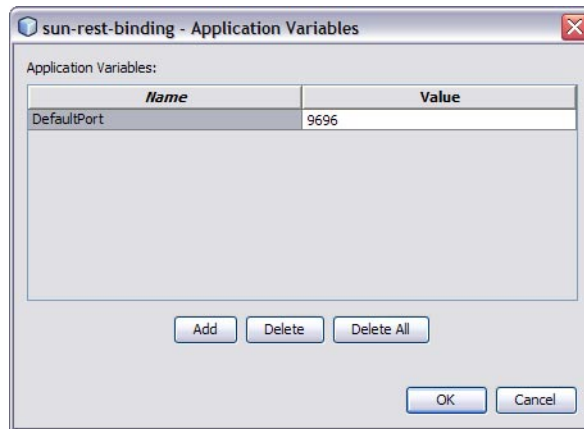 sun-rest-binding - Application Variables
Application Variables:
Name Value
DefaultPort 9696
Add Delete Delete All
OK Cancel